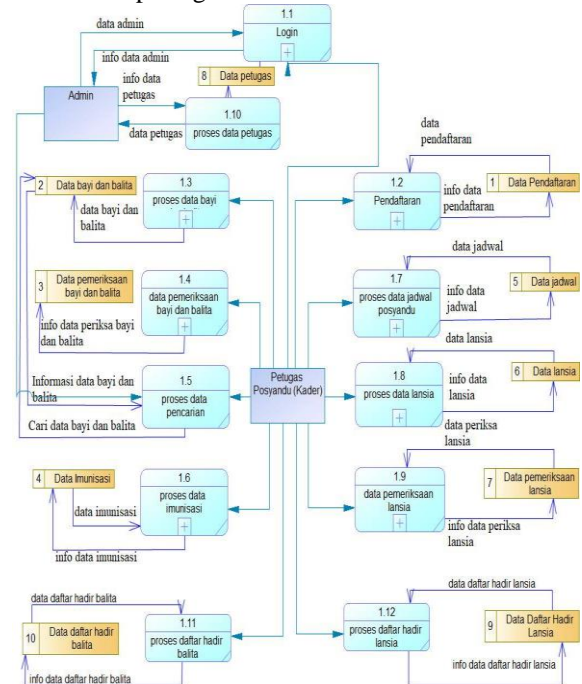 1.1
Login
data admin
info admin
8 Data petugas
Admin
info data
petugas
data petugas
1.10
proses data petugas
2 Data bayi dan balita
data bayi dan
balita
1.3
proses data bayi
data
pendaftaran
1.2
Pendaftaran
info data
pendaftaran
1 Data Pendaftaran
3 Data pemeriksaan
bayi dan balita
info data periksa bayi
dan balita
1.4
data pemeriksaan
bayi dan balita
data jadwal
1.7
proses data jadwal
posyandu
info data
jadwal
5 Data jadwal
data lansia
Informasi data bayi dan
balita
Cari data bayi dan balita
1.5
proses data
pencarian
Petugas
Posyandu (Kader)
1.8
proses data lansia
info data
lansia
6 Data lansia
data periksa
lansia
4 Data Imunisasi
data imunisasi
info data imunisasi
1.6
proses data
imunisasi
1.9
data pemeriksaan
lansia
7 Data pemeriksaan
lansia
info data periksa
lansia
data daftar hadir balita
10 Data daftar hadir
balita
info data daftar hadir balita
1.11
proses daftar hadir
balita
data daftar hadir lansia
1.12
proses daftar hadir
lansia
9 Data Daftar Hadir
Lansia
info data daftar hadir lansia